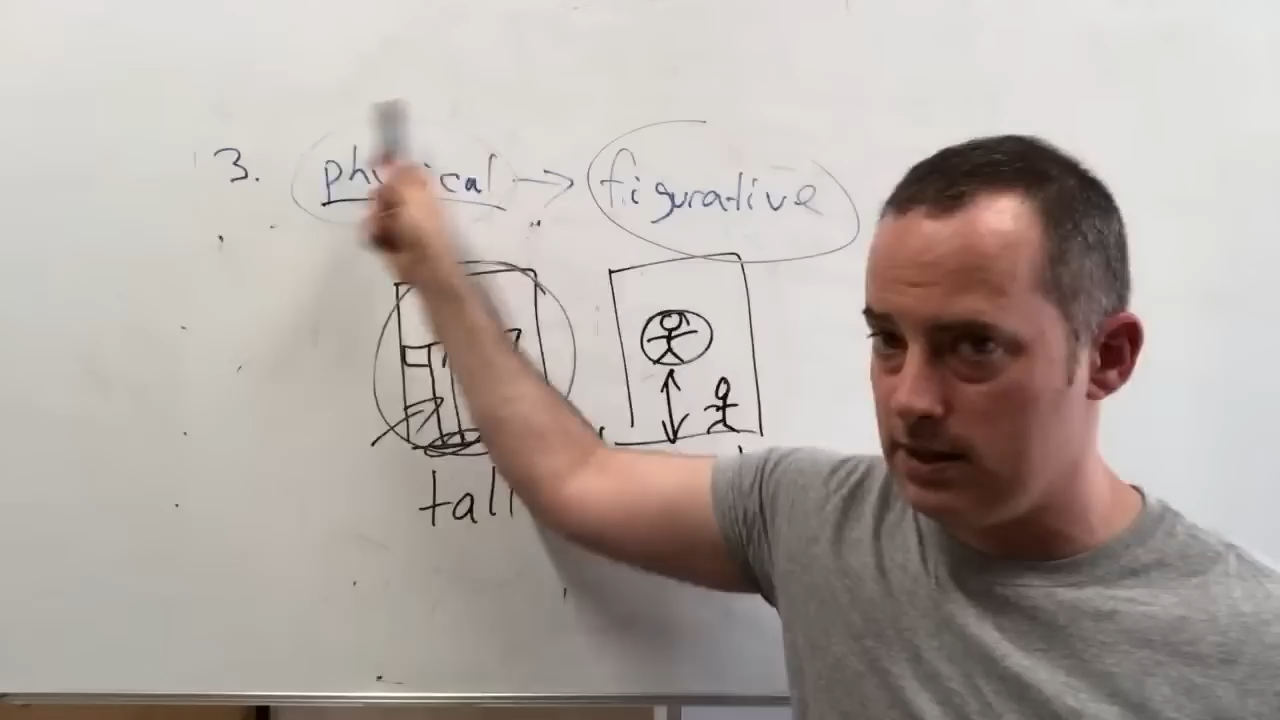 3. physical → figurative
tall